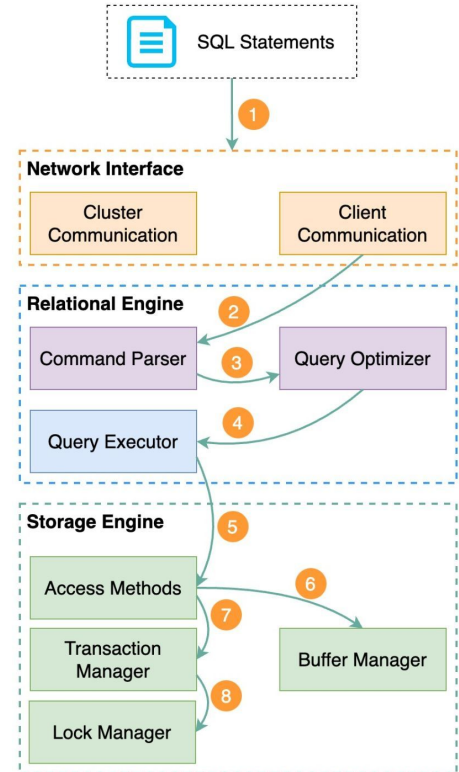 SQL Statements
1
Network Interface
Cluster
Communication
Client
Communication
Relational Engine
2
Command Parser
3
Query Optimizer
Query Executor
4
Storage Engine
5
Access Methods
6
7
Transaction
Manager
Buffer Manager
8
Lock Manager